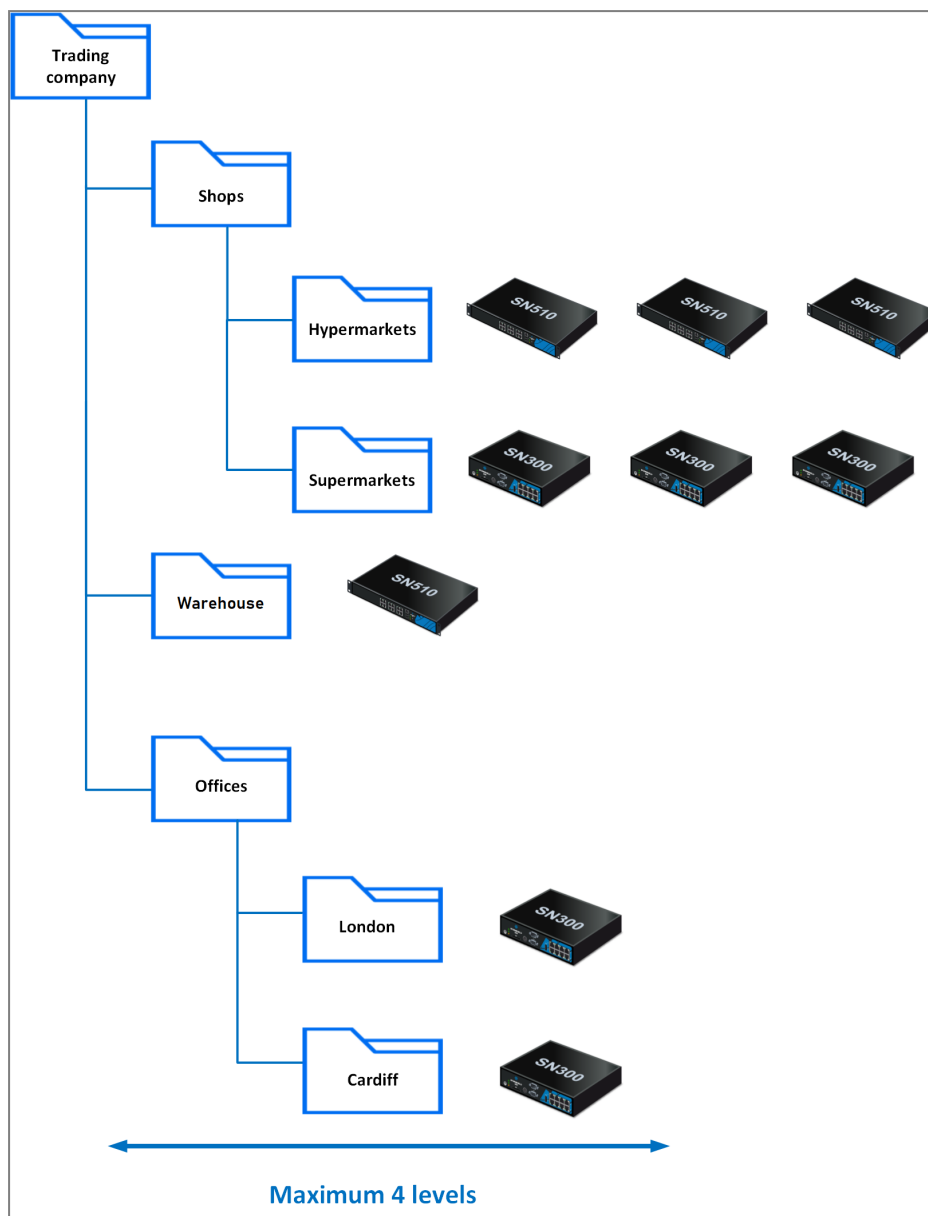 Trading
company
Shops
Hypermarkets
SN510
SN510
SN510
Supermarkets
SN300
SN300
SN300
Warehouse
SN510
Offices
London
SN300
Cardiff
SN300
Maximum 4 levels